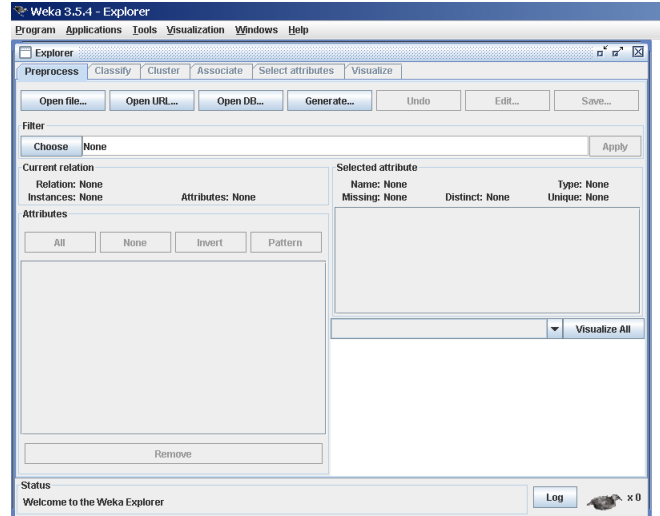 Weka 3.5.4 - Explorer
Program Applications Tools Visualization Windows Help
Explorer
Preprocess Classify Cluster Associate Select attributes Visualize
Open file... Open URL... Open DB... Generate... Undo Edit... Save...
Filter
Choose None Apply
Current relation
Relation: None
Instances: None Attributes: None
Selected attribute
Name: None Type: None
Missing: None Distinct: None Unique: None
Attributes
All None Invert Pattern
Visualize All
Remove
Status
Welcome to the Weka Explorer
Log x 0